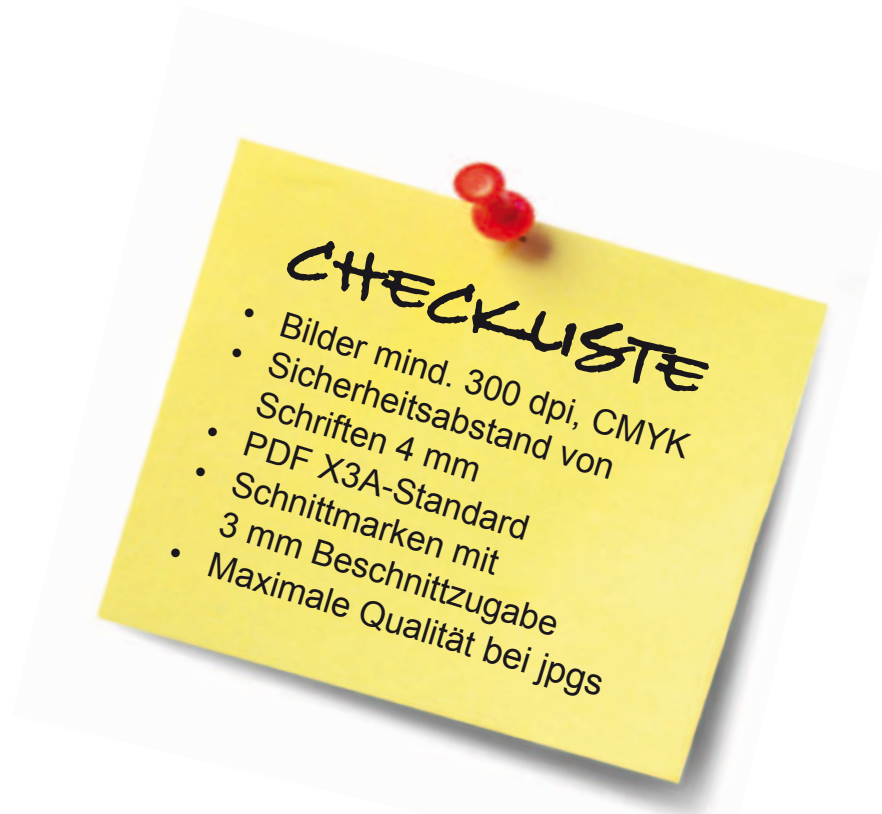 CHECKLISTE
• Bilder mind. 300 dpi, CMYK
• Sicherheitsabstand von
Schriften 4 mm
• PDF X3A-Standard
• Schnittmarken mit
3 mm Beschnittzugabe
• Maximale Qualität bei jpgs